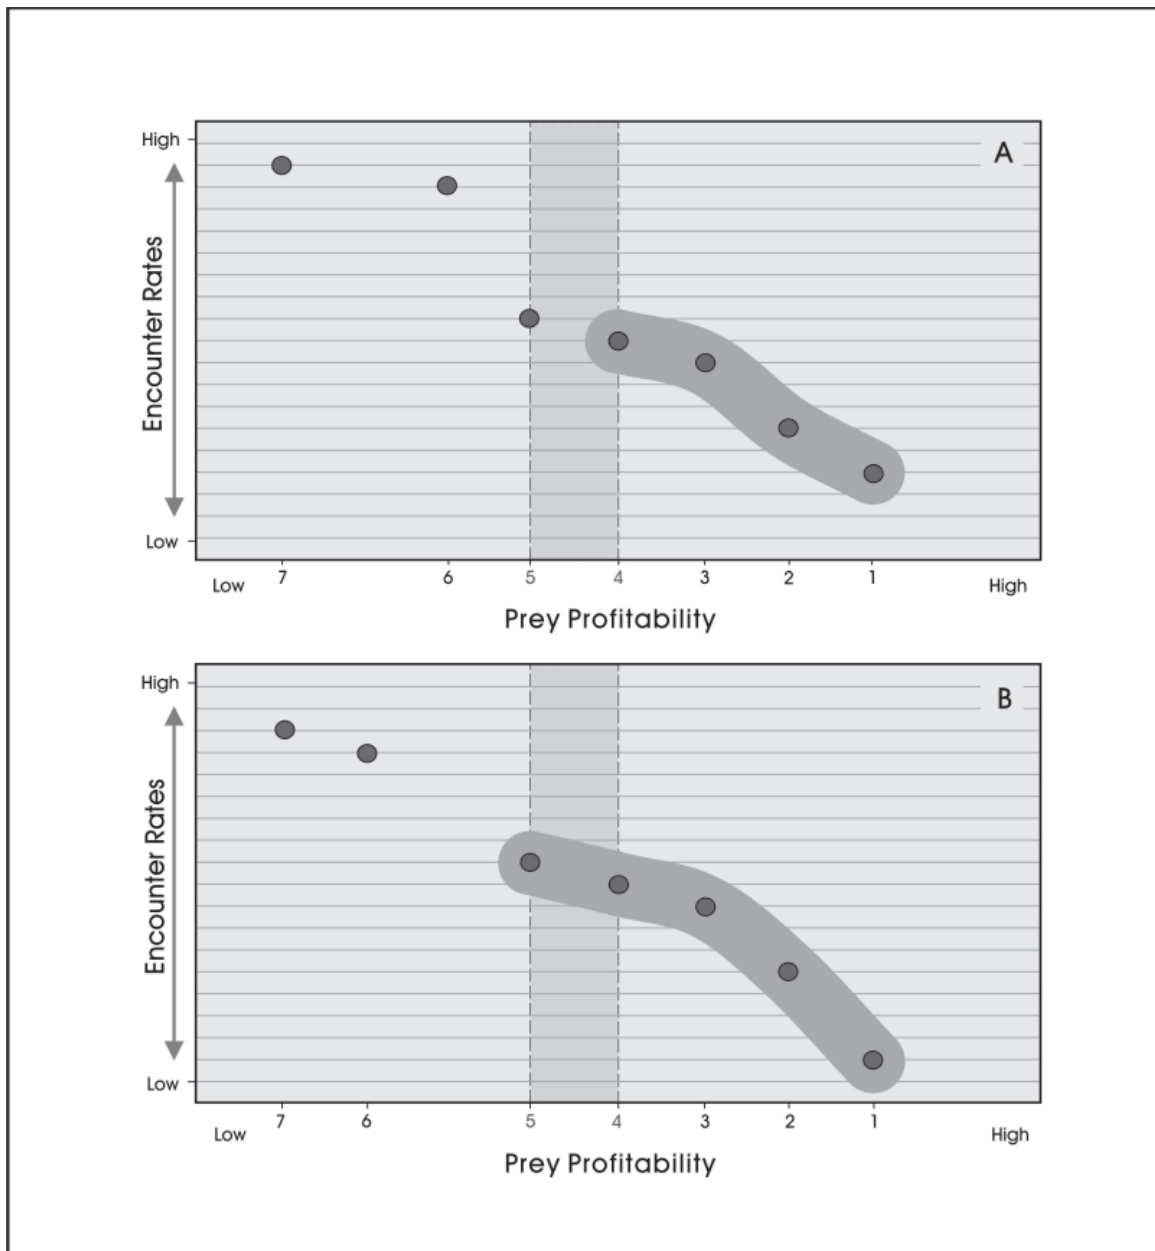 A
High
Encounter Rates
Low
Low 7 6 5 4 3 2 1 High
Prey Profitability
B
High
Encounter Rates
Low
Low 7 6 5 4 3 2 1 High
Prey Profitability